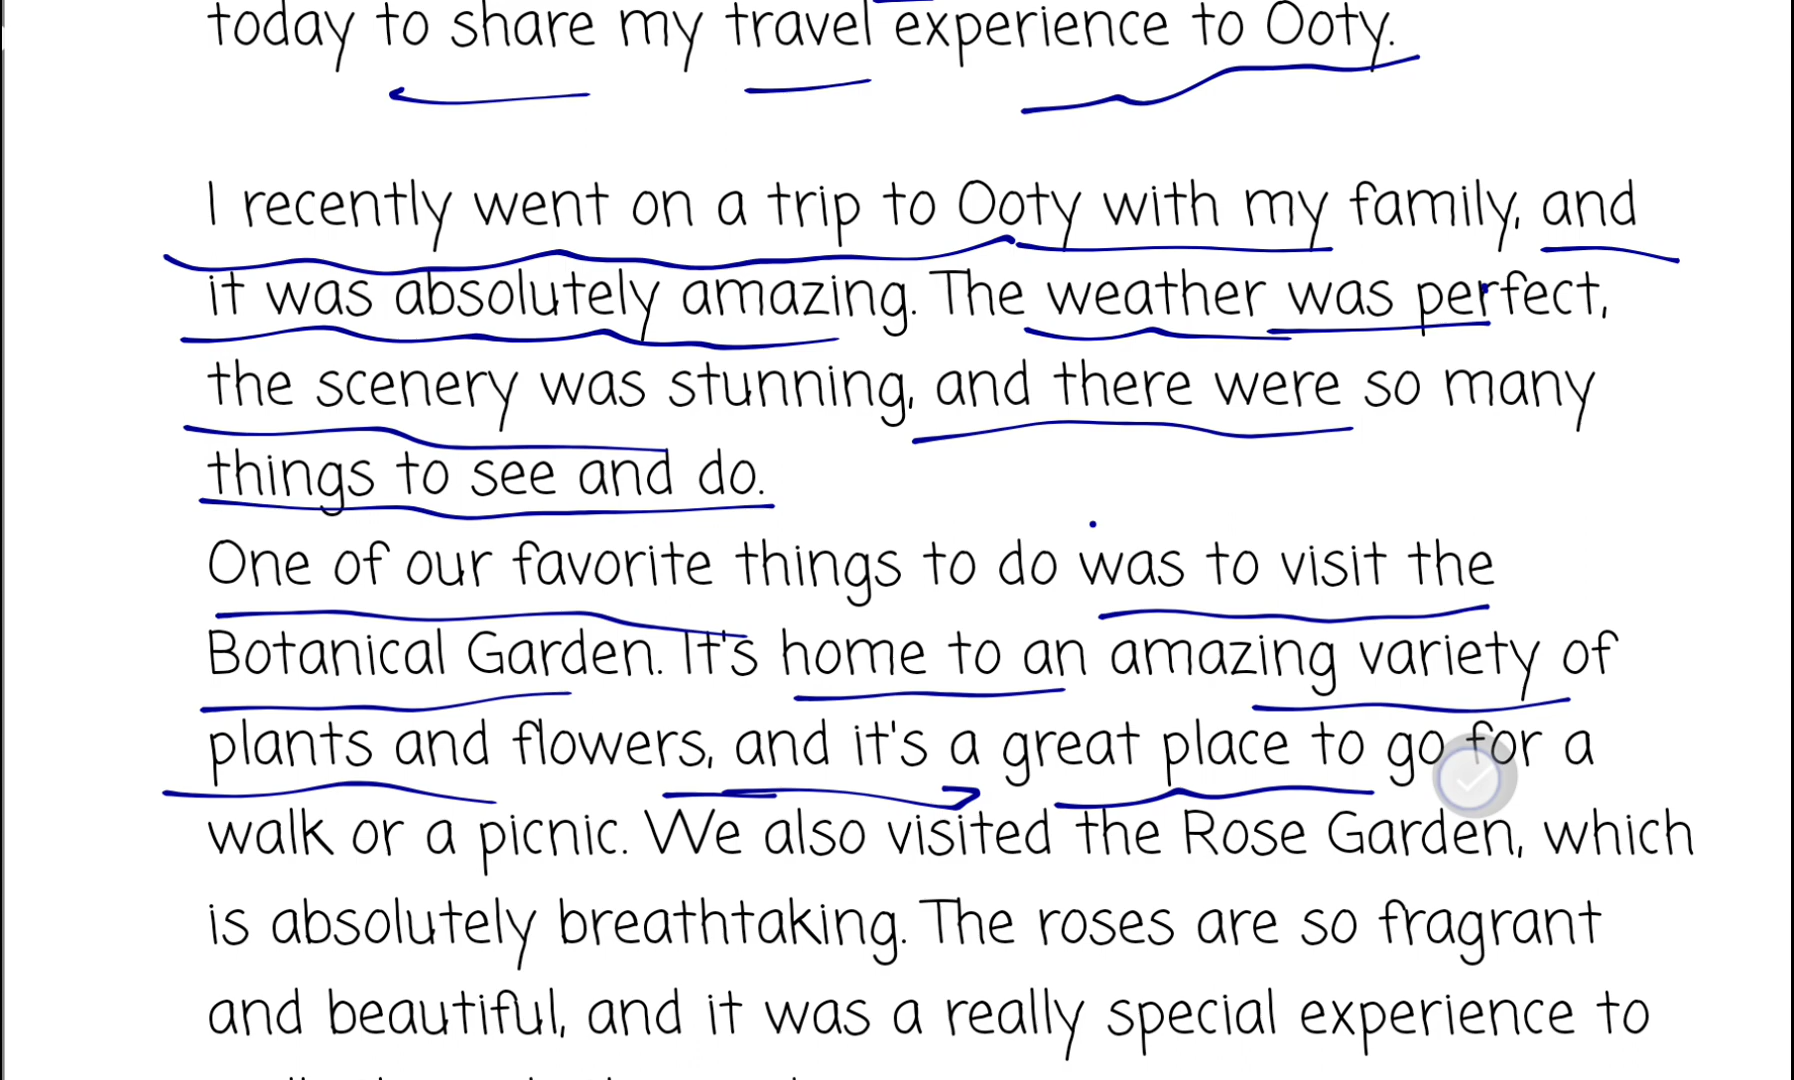 today to share my travel experience to Ooty.
I recently went on a trip to Ooty with my family, and
it was absolutely amazing. The weather was perfect,
the scenery was stunning, and there were so many
things to see and do.
One of our favorite things to do was to visit the
Botanical Garden. It's home to an amazing variety of
plants and flowers, and it's a great place to go for a
walk or a picnic. We also visited the Rose Garden, which
is absolutely breathtaking. The roses are so fragrant
and beautiful, and it was a really special experience to